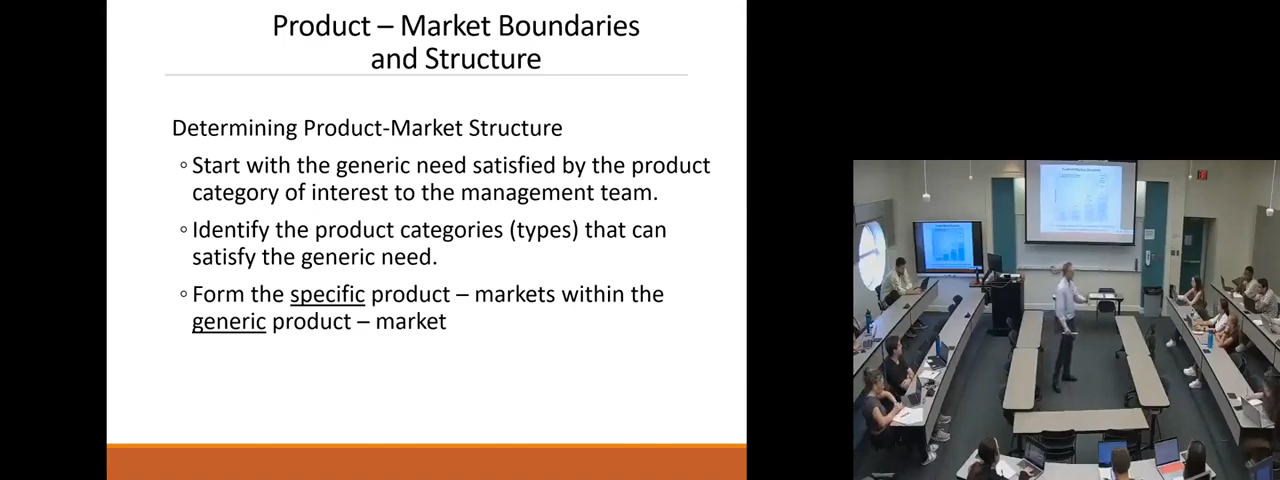 Product – Market Boundaries
and Structure
Determining Product-Market Structure
◦ Start with the generic need satisfied by the product
category of interest to the management team.
◦ Identify the product categories (types) that can
satisfy the generic need.
◦ Form the specific product – markets within the
generic product – market